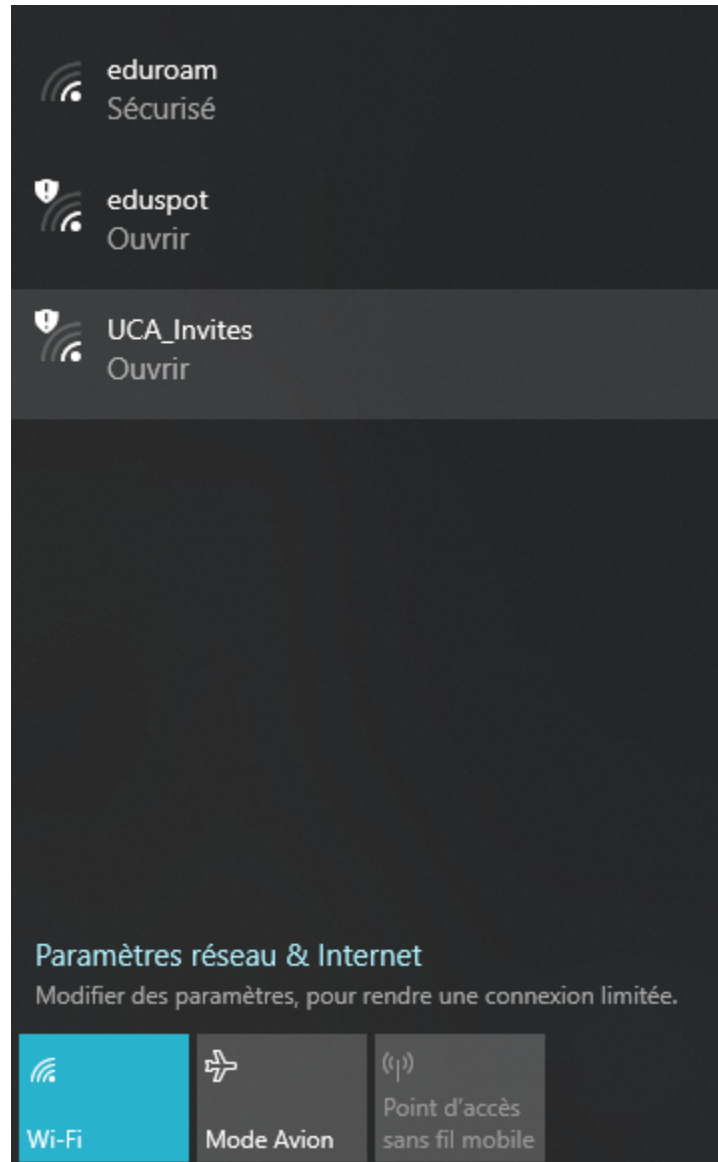 eduroam
Sécurisé
eduspot
Ouvrir
UCA_Invites
Ouvrir
Paramètres réseau & Internet
Modifier des paramètres, pour rendre une connexion limitée.
Wi-Fi
Mode Avion
Point d'accès
sans fil mobile